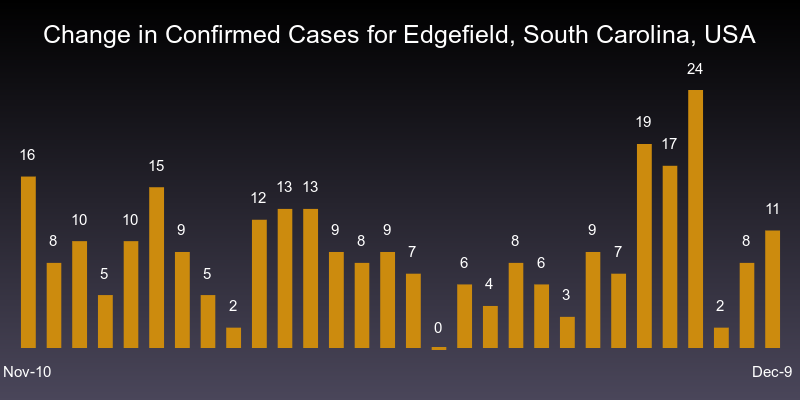 Change in Confirmed Cases for Edgefield, South Carolina, USA
16 8 10 5 10 15 9 5 2 12 13 13 9 8 9 7 0 6 4 8 6 3 9 7 19 17 24 2 8 11
Nov-10 Dec-9